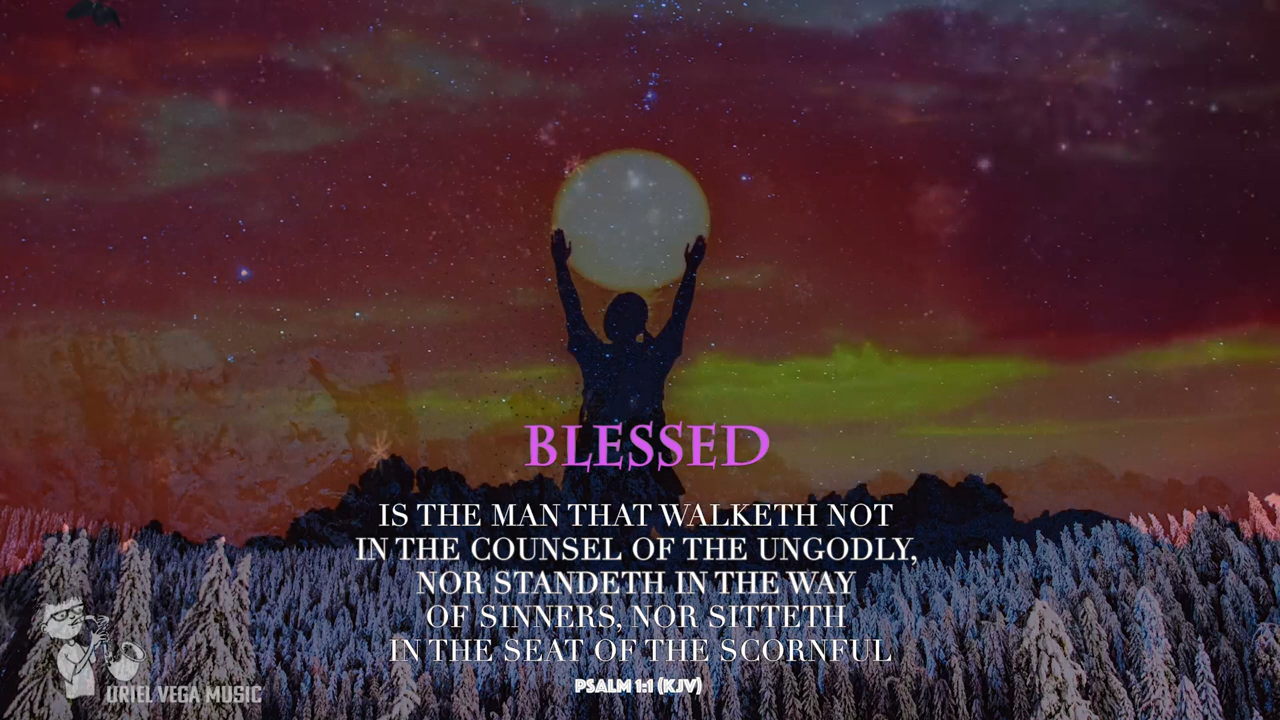 BLESSED
IS THE MAN THAT WALKETH NOT
IN THE COUNSEL OF THE UNGODLY,
NOR STANDETH IN THE WAY
OF SINNERS, NOR SITTETH
IN THE SEAT OF THE SCORNFUL
PSALM 1:1 (KJV)
URIEL VEGA MUSIC